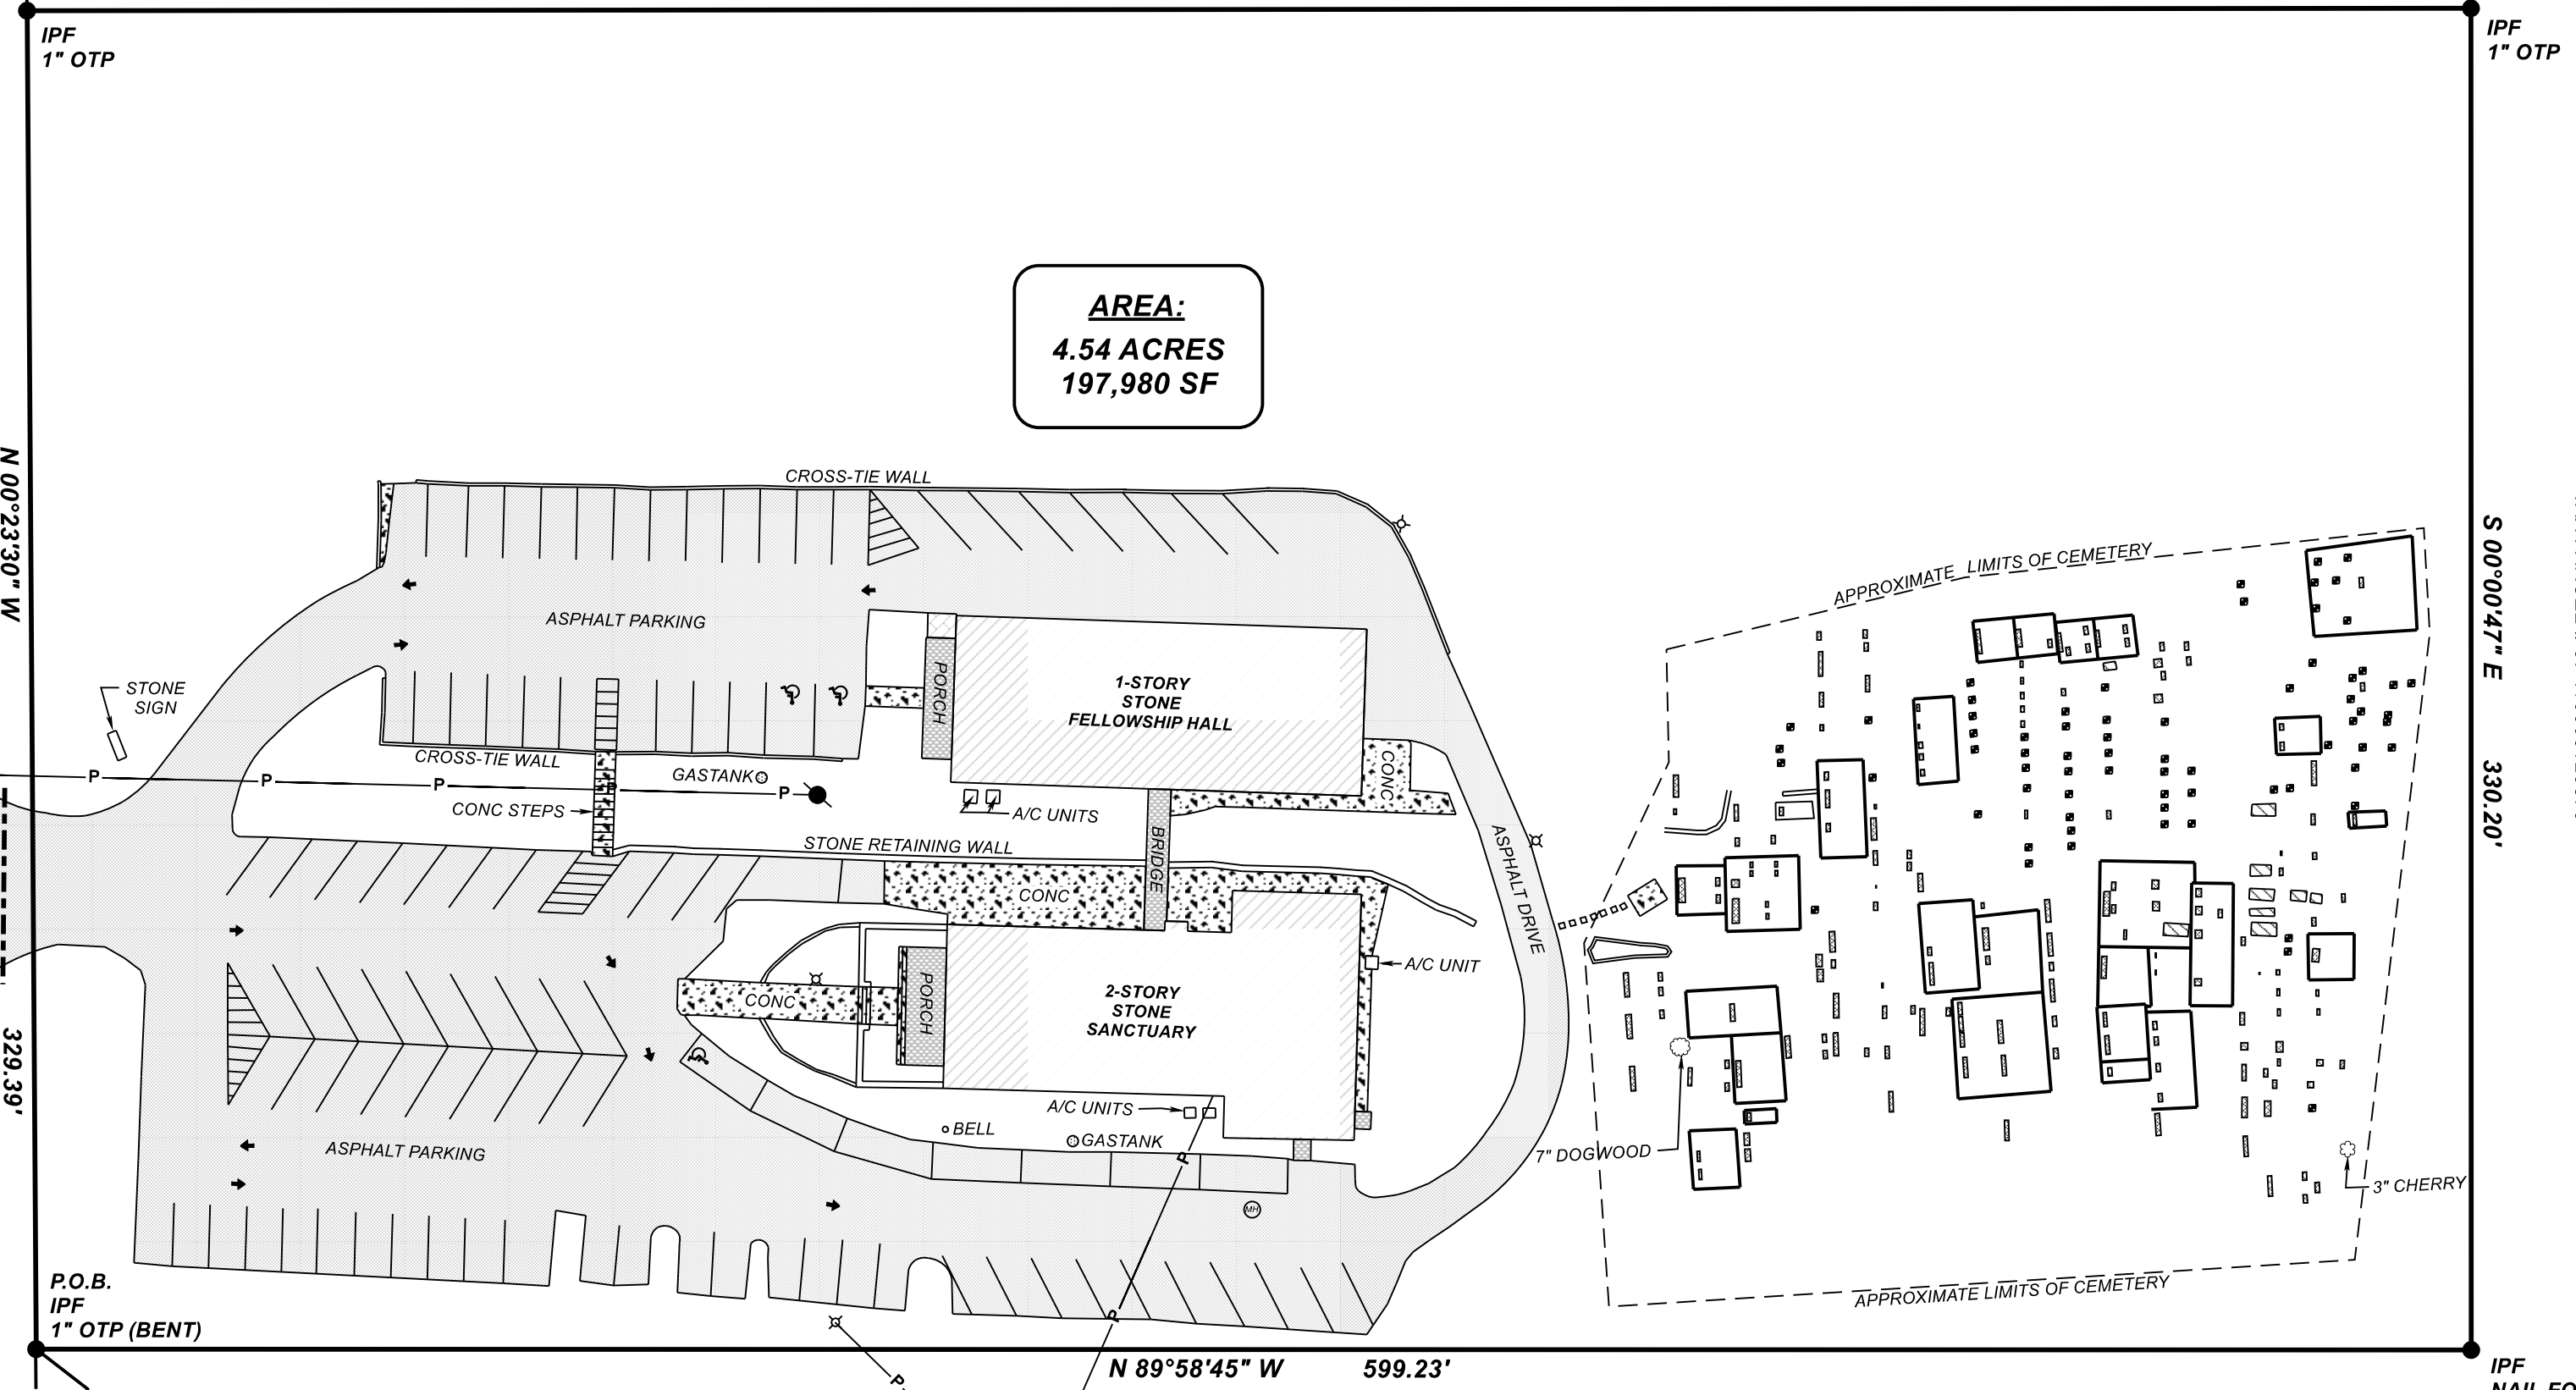 IPF
1" OTP
IPF
1" OTP
AREA:
4.54 ACRES
197,980 SF
N 00°23'30" W
329.39'
S 00°00'47" E
330.20'
CROSS-TIE WALL
ASPHALT PARKING
STONE
SIGN
PORCH
1-STORY
STONE
FELLOWSHIP HALL
APPROXIMATE LIMITS OF CEMETERY
CROSS-TIE WALL
P
P
P
P
P
GASTANK
CONC STEPS
A/C UNITS
CONC
STONE RETAINING WALL
BRIDGE
ASPHALT DRIVE
CONC
A/C UNIT
CONC
PORCH
2-STORY
STONE
SANCTUARY
A/C UNITS
BELL
GASTANK
P
ASPHALT PARKING
7" DOGWOOD
3" CHERRY
MH
P.O.B.
IPF
1" OTP (BENT)
P
APPROXIMATE LIMITS OF CEMETERY
N 89°58'45" W 599.23'
P
IPF